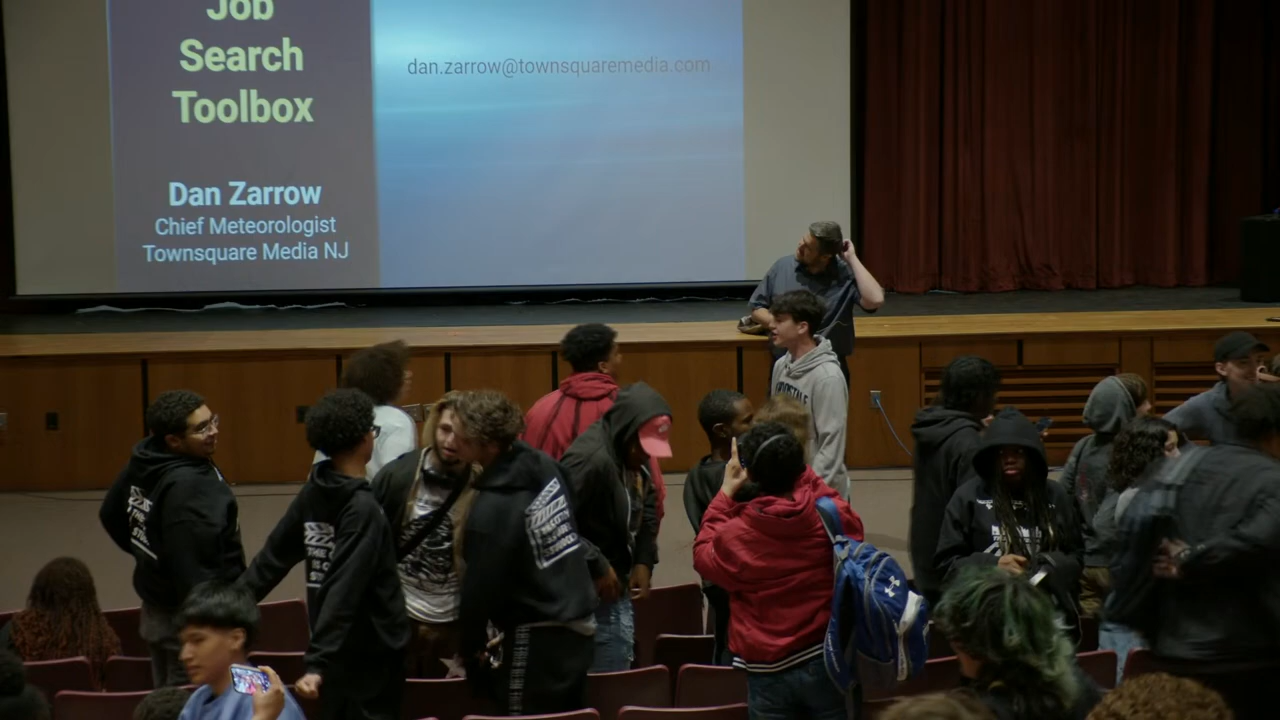 Job
Search
Toolbox
Dan Zarrow
Chief Meteorologist
Townsquare Media NJ
dan.zarrow@townsquaremedia.com